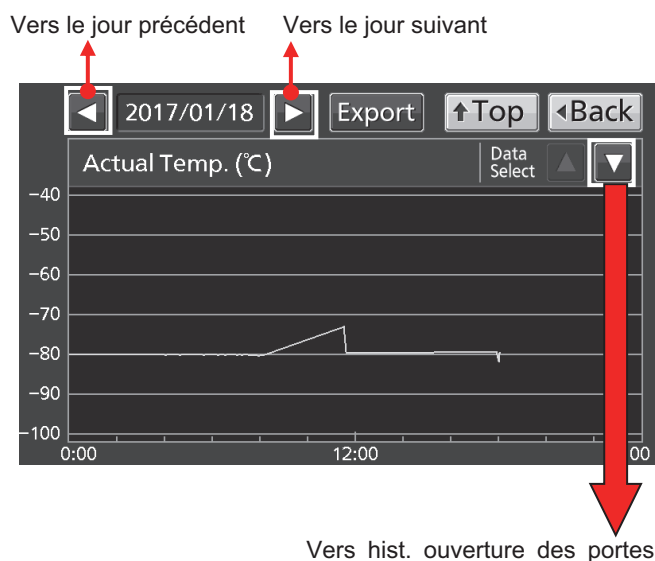 Vers le jour précédent Vers le jour suivant
◀ 2017/01/18 ▶ Export ↑Top ◂Back
Actual Temp. (℃) Data Select ▲ ▼
−40
−50
−60
−70
−80
−90
−100
0:00 12:00 00
Vers hist. ouverture des portes